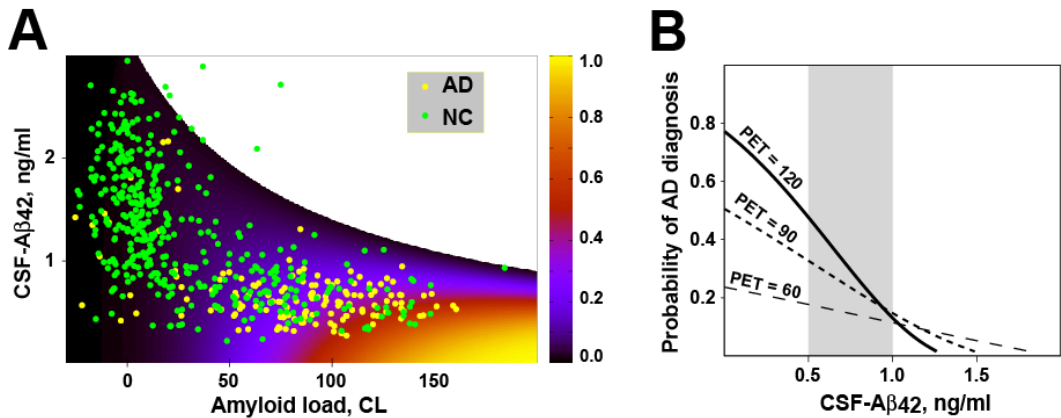 A
CSF-Aβ42, ng/ml
2
1
0
50
100
150
Amyloid load, CL
AD
NC
1.0
0.8
0.6
0.4
0.2
0.0
B
Probability of AD diagnosis
0.8
0.6
0.4
0.2
PET = 120
PET = 90
PET = 60
0.5
1.0
1.5
CSF-Aβ42, ng/ml